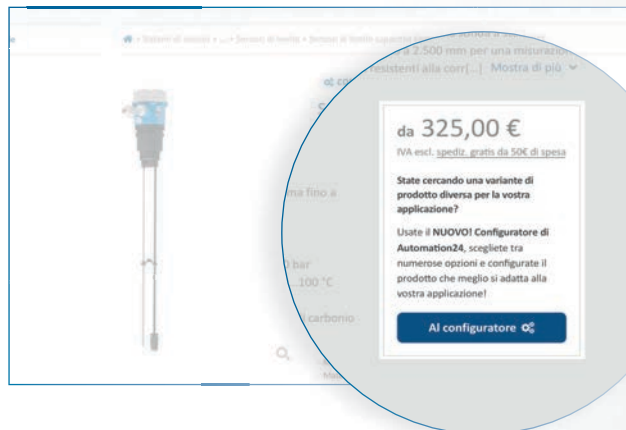 Sensori di livello
a 2.500 mm per una misurazion
resistenti alla corr[...] Mostra di più
ma fino a
0 bar
...100 °C
carbonio
da 325,00 €
IVA escl. spediz. gratis da 50€ di spesa
State cercando una variante di
prodotto diversa per la vostra
applicazione?
Usate il NUOVO! Configuratore di
Automation24, scegliete tra
numerose opzioni e configurate il
prodotto che meglio si adatta alla
vostra applicazione!
Al configuratore